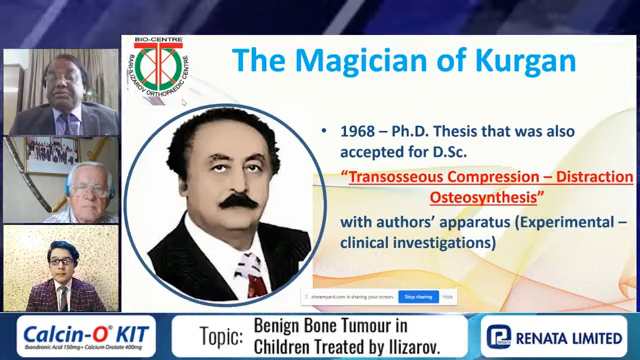 BIO-CENTRE
BARI-ILIZAROV ORTHOPAEDIC CENTRE
The Magician of Kurgan
• 1968 – Ph.D. Thesis that was also
accepted for D.Sc.
“Transosseous Compression – Distraction
Osteosynthesis”
with authors’ apparatus (Experimental –
clinical investigations)
streamyard.com is sharing your screen.
Stop sharing
Hide
Calcin-O® KIT
Ibandronic Acid 150mg+ Calcium Orotate 400mg
Topic:
Benign Bone Tumour in
Children Treated by Ilizarov.
RENATA LIMITED